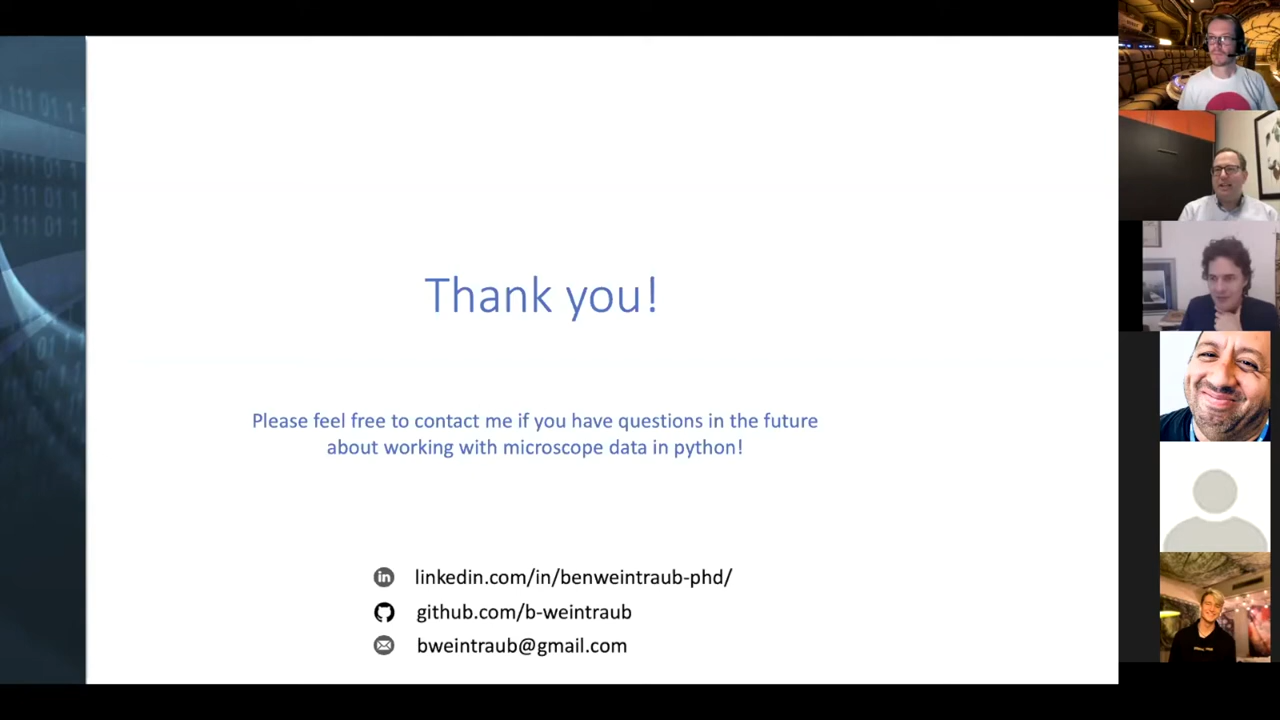 Thank you!
Please feel free to contact me if you have questions in the future
about working with microscope data in python!
in linkedin.com/in/benweintraub-phd/
github.com/b-weintraub
bweintraub@gmail.com